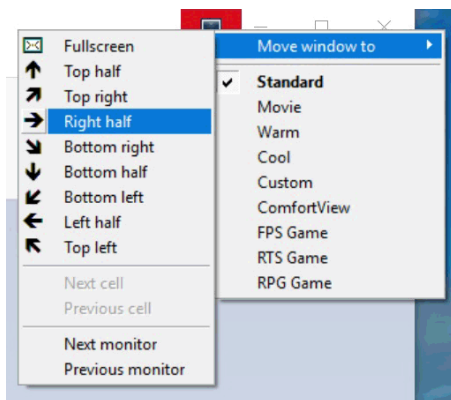 Fullscreen
Top half
Top right
Right half
Bottom right
Bottom half
Bottom left
Left half
Top left
Next cell
Previous cell
Next monitor
Previous monitor
Move window to
Standard
Movie
Warm
Cool
Custom
ComfortView
FPS Game
RTS Game
RPG Game